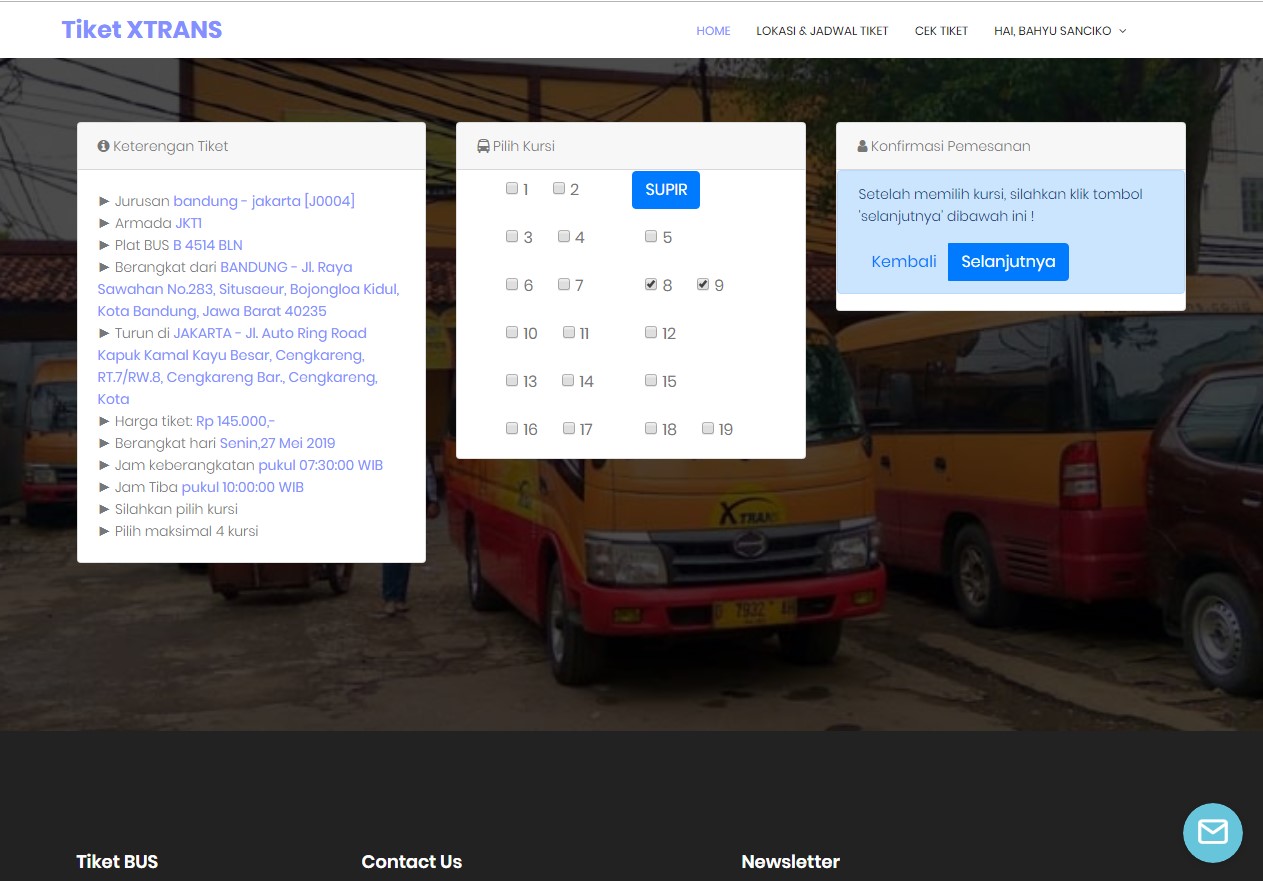 Tiket XTRANS
HOME
LOKASI & JADWAL TIKET
CEK TIKET
HAI, BAHYU SANCIKO
Keterengan Tiket
► Jurusan bandung - jakarta [J0004]
► Armada JKT1
► Plat BUS B 4514 BLN
► Berangkat dari BANDUNG - Jl. Raya
Sawahan No.283, Situsaeur, Bojongloa Kidul,
Kota Bandung, Jawa Barat 40235
► Turun di JAKARTA - Jl. Auto Ring Road
Kapuk Kamal Kayu Besar, Cengkareng,
RT.7/RW.8, Cengkareng Bar., Cengkareng,
Kota
► Harga tiket: Rp 145.000,-
► Berangkat hari Senin,27 Mei 2019
► Jam keberangkatan pukul 07:30:00 WIB
► Jam Tiba pukul 10:00:00 WIB
► Silahkan pilih kursi
► Pilih maksimal 4 kursi
Pilih Kursi
1 2 SUPIR
3 4 5
6 7 8 9
10 11 12
13 14 15
16 17 18 19
Konfirmasi Pemesanan
Setelah memilih kursi, silahkan klik tombol
'selanjutnya' dibawah ini !
Kembali Selanjutnya
XTRANS
D 7932 AH
Tiket BUS
Contact Us
Newsletter